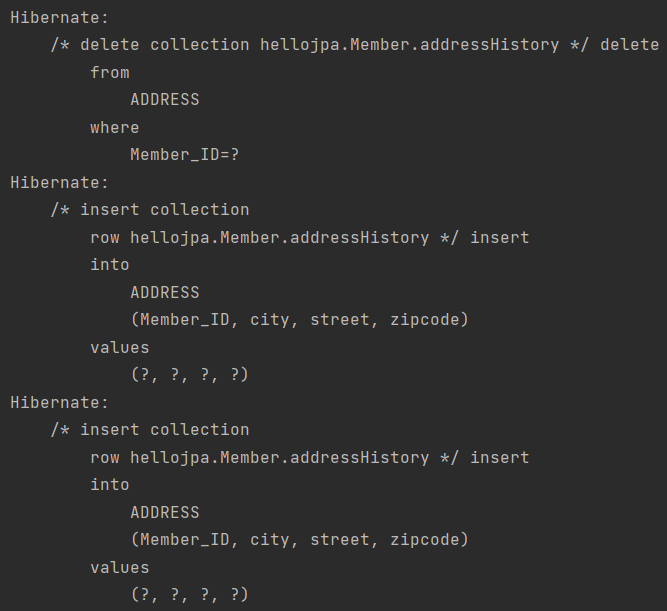 Hibernate:
    /* delete collection hellojpa.Member.addressHistory */ delete
        from
            ADDRESS
        where
            Member_ID=?
Hibernate:
    /* insert collection
        row hellojpa.Member.addressHistory */ insert
        into
            ADDRESS
            (Member_ID, city, street, zipcode)
        values
            (?, ?, ?, ?)
Hibernate:
    /* insert collection
        row hellojpa.Member.addressHistory */ insert
        into
            ADDRESS
            (Member_ID, city, street, zipcode)
        values
            (?, ?, ?, ?)